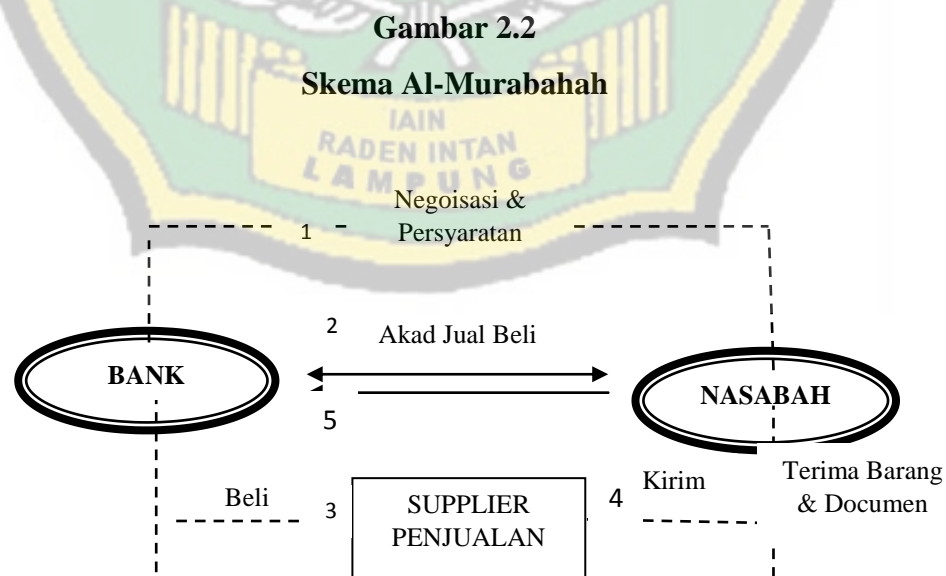 Gambar 2.2
Skema Al-Murabahah
IAIN
RADEN INTAN
LAMPUNG
Negoisasi &
1
Persyaratan
2
Akad Jual Beli
BANK
NASABAH
5
Beli
3
SUPPLIER
PENJUALAN
4
Kirim
Terima Barang
& Documen